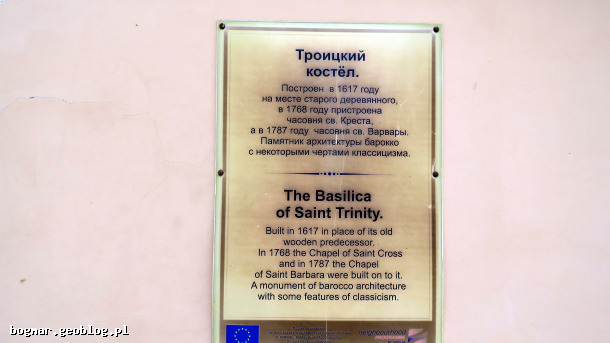 Троицкий
костёл.
Построен в 1617 году
на месте старого деревянного,
в 1768 году пристроена
часовня св. Креста,
а в 1787 году часовня св. Варвары.
Памятник архитектуры барокко
с некоторыми чертами классицизма.
The Basilica
of Saint Trinity.
Built in 1617 in place of its old
wooden predecessor.
In 1768 the Chapel of Saint Cross
and in 1787 the Chapel
of Saint Barbara were built on to it.
A monument of barocco architecture
with some features of classicism.
neighbourhood
PROGRAMME
bognar.geoblog.pl